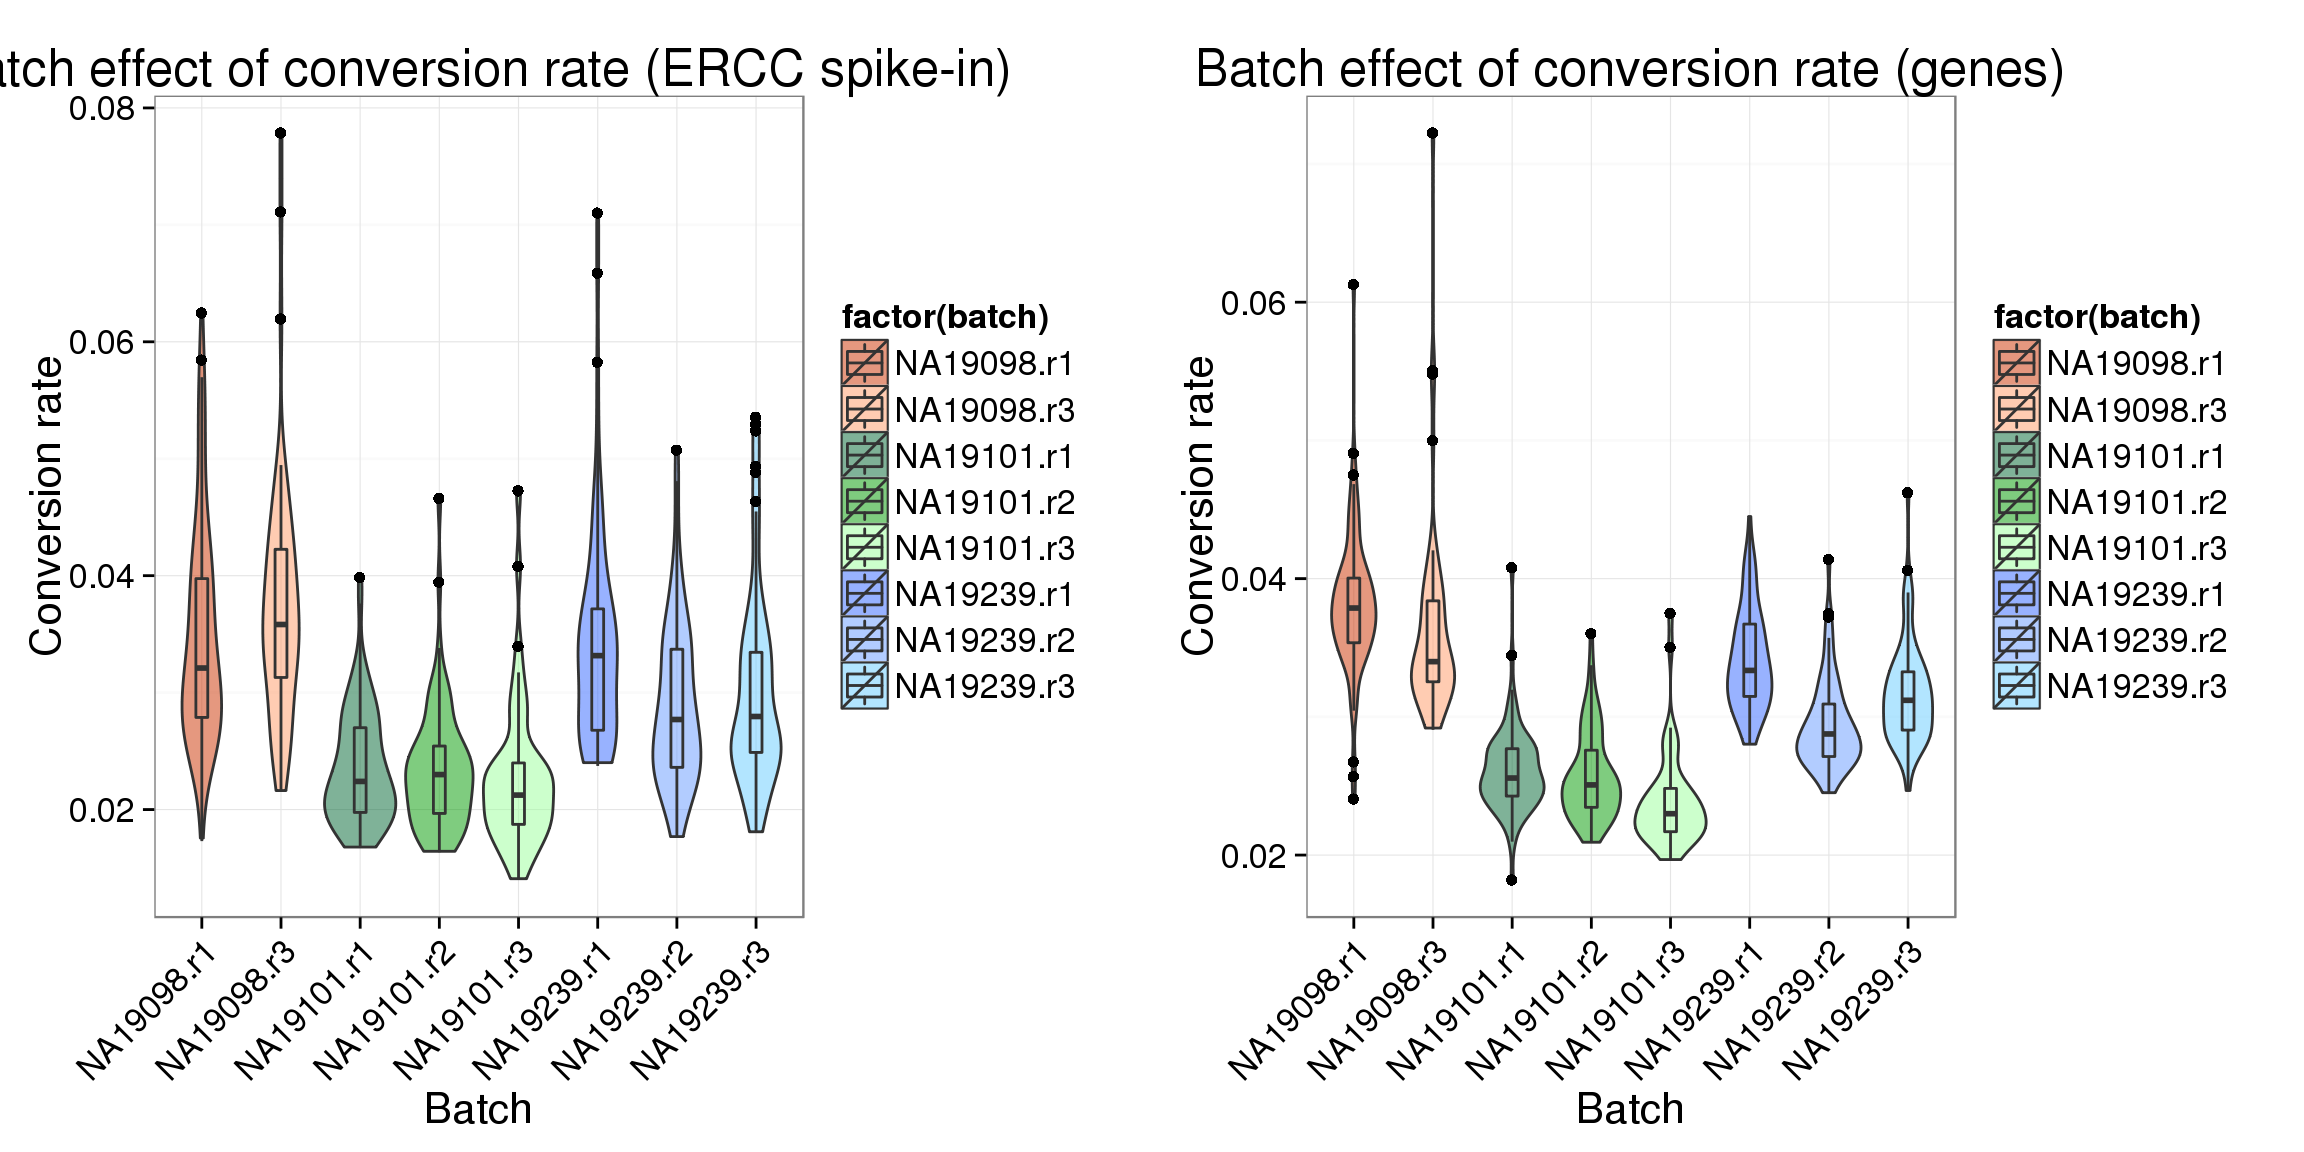 atch effect of conversion rate (ERCC spike-in)
0.08
0.06
0.04
0.02
Conversion rate
NA19098.r1
NA19098.r3
NA19101.r1
NA19101.r2
NA19101.r3
NA19239.r1
NA19239.r2
NA19239.r3
Batch
factor(batch)
NA19098.r1
NA19098.r3
NA19101.r1
NA19101.r2
NA19101.r3
NA19239.r1
NA19239.r2
NA19239.r3
Batch effect of conversion rate (genes)
0.06
0.04
0.02
Conversion rate
NA19098.r1
NA19098.r3
NA19101.r1
NA19101.r2
NA19101.r3
NA19239.r1
NA19239.r2
NA19239.r3
Batch
factor(batch)
NA19098.r1
NA19098.r3
NA19101.r1
NA19101.r2
NA19101.r3
NA19239.r1
NA19239.r2
NA19239.r3